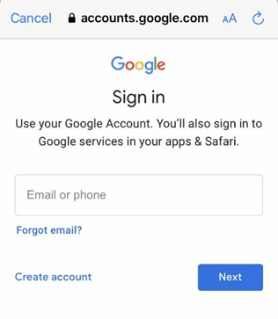 Cancel accounts.google.com AA
Google
Sign in
Use your Google Account. You'll also sign in to
Google services in your apps & Safari.
Email or phone
Forgot email?
Create account Next